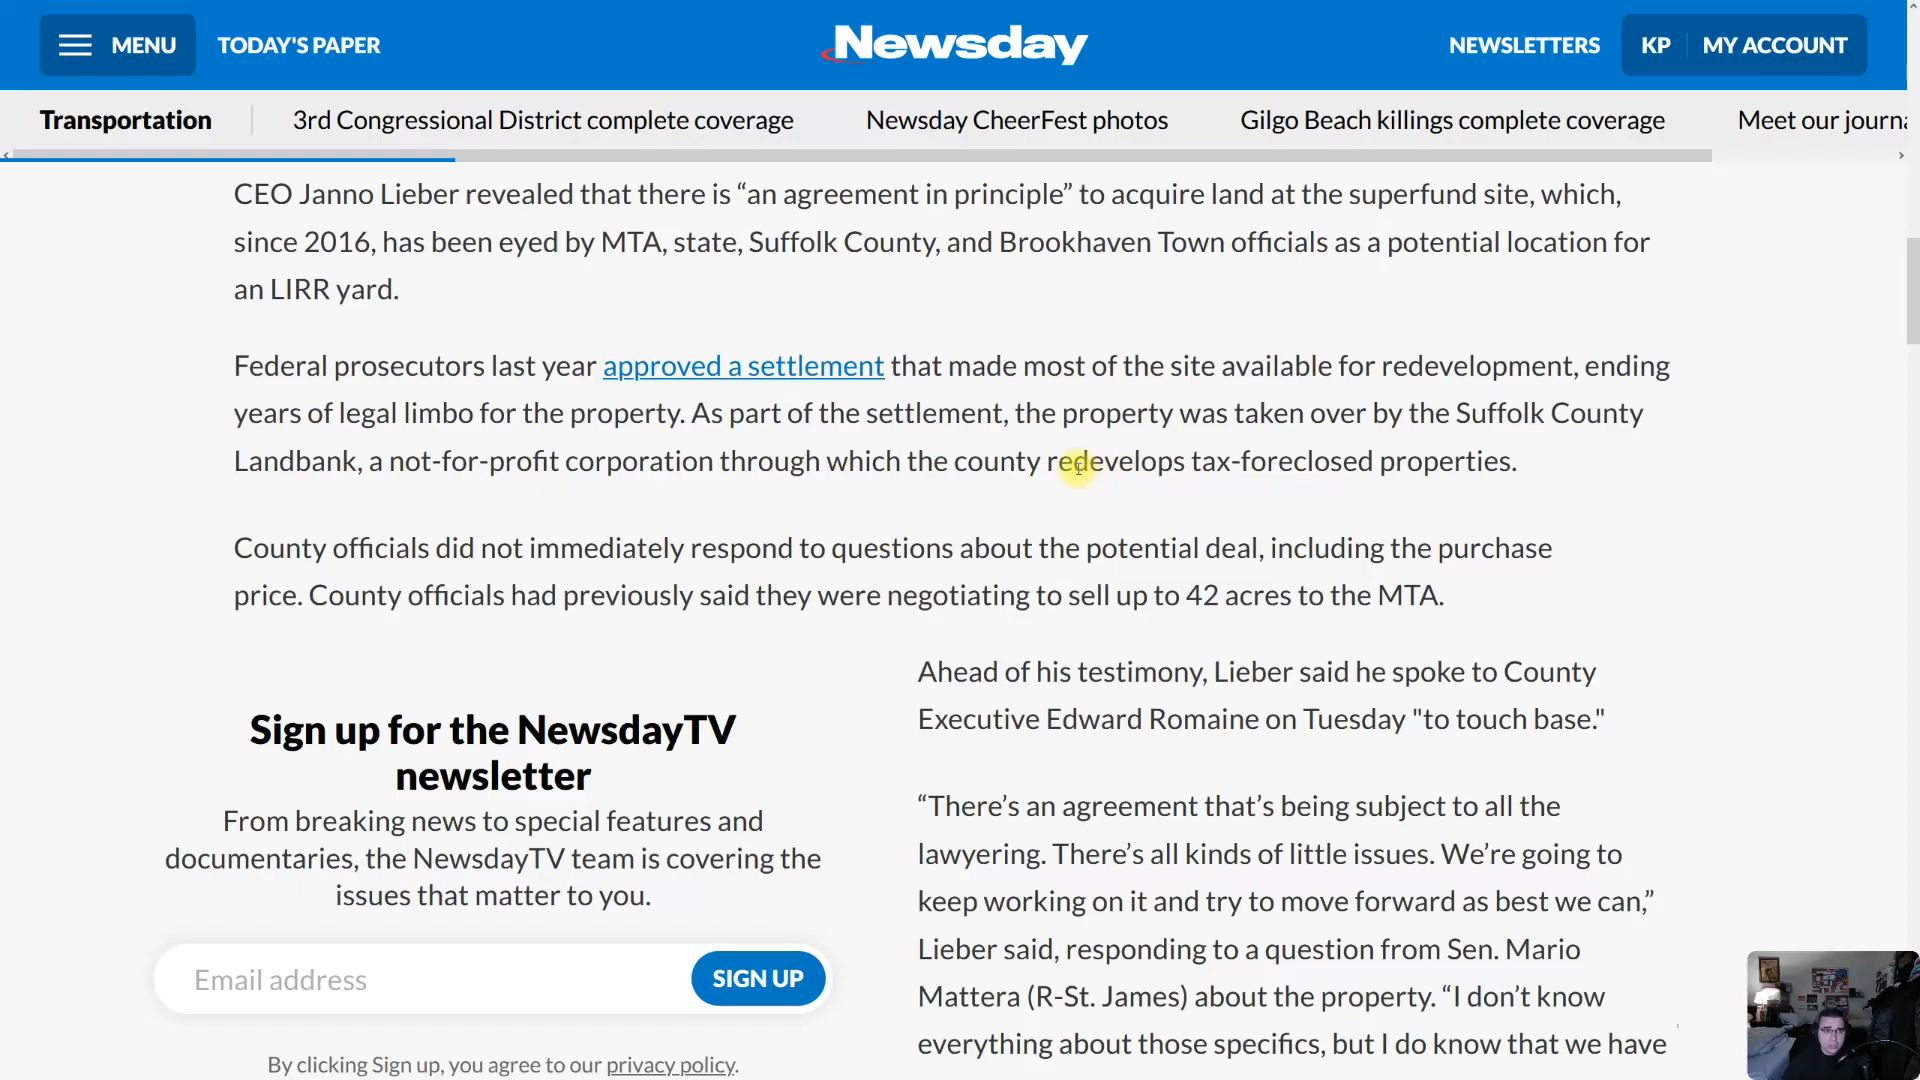 MENU
TODAY'S PAPER
Newsday
NEWSLETTERS
KP
MY ACCOUNT
Transportation
3rd Congressional District complete coverage
Newsday CheerFest photos
Gilgo Beach killings complete coverage
Meet our journa
CEO Janno Lieber revealed that there is “an agreement in principle” to acquire land at the superfund site, which,
since 2016, has been eyed by MTA, state, Suffolk County, and Brookhaven Town officials as a potential location for
an LIRR yard.
Federal prosecutors last year approved a settlement that made most of the site available for redevelopment, ending
years of legal limbo for the property. As part of the settlement, the property was taken over by the Suffolk County
Landbank, a not-for-profit corporation through which the county redevelops tax-foreclosed properties.
County officials did not immediately respond to questions about the potential deal, including the purchase
price. County officials had previously said they were negotiating to sell up to 42 acres to the MTA.
Sign up for the NewsdayTV
newsletter
From breaking news to special features and
documentaries, the NewsdayTV team is covering the
issues that matter to you.
Email address
SIGN UP
By clicking Sign up, you agree to our privacy policy.
Ahead of his testimony, Lieber said he spoke to County
Executive Edward Romaine on Tuesday "to touch base."
“There’s an agreement that’s being subject to all the
lawyering. There’s all kinds of little issues. We’re going to
keep working on it and try to move forward as best we can,”
Lieber said, responding to a question from Sen. Mario
Mattera (R-St. James) about the property. “I don’t know
everything about those specifics, but I do know that we have